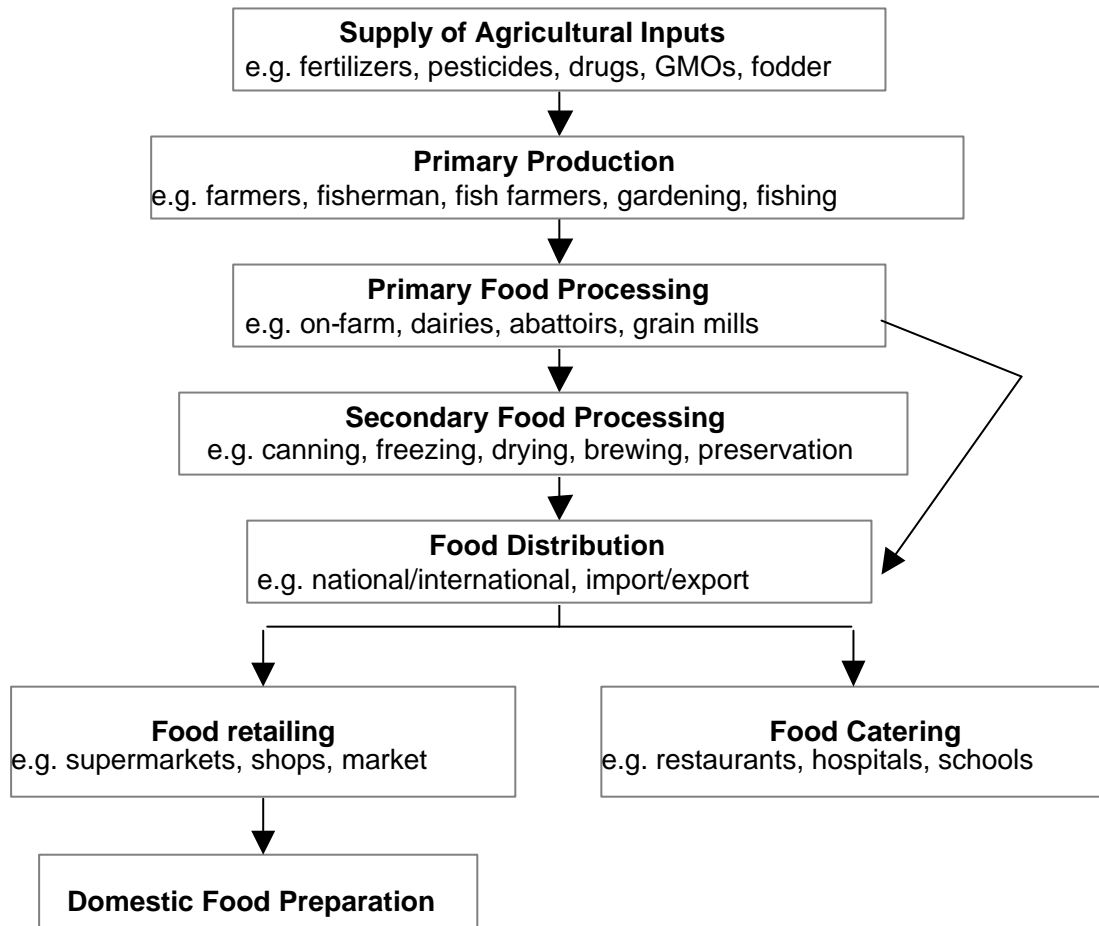 Supply of Agricultural Inputs
e.g. fertilizers, pesticides, drugs, GMOs, fodder
Primary Production
e.g. farmers, fisherman, fish farmers, gardening, fishing
Primary Food Processing
e.g. on-farm, dairies, abattoirs, grain mills
Secondary Food Processing
e.g. canning, freezing, drying, brewing, preservation
Food Distribution
e.g. national/international, import/export
Food retailing
e.g. supermarkets, shops, market
Food Catering
e.g. restaurants, hospitals, schools
Domestic Food Preparation